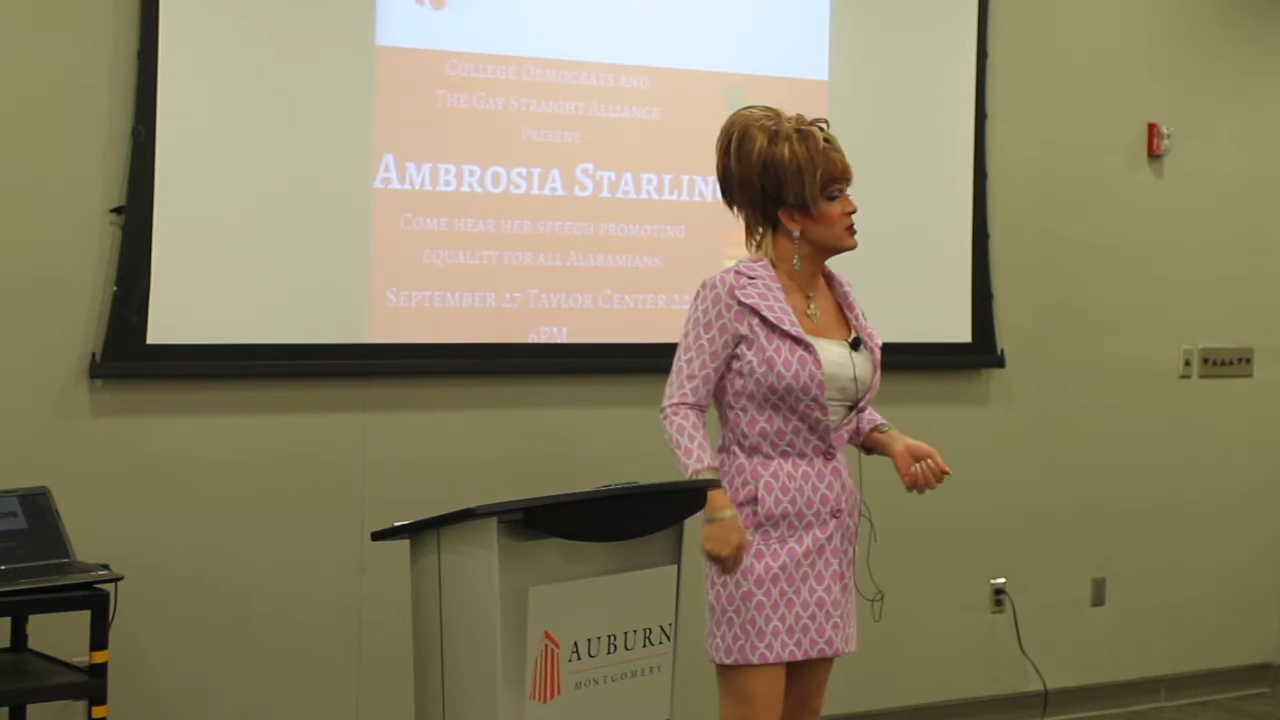 College Democrats and
The Gay Straight Alliance
Present
Ambrosia Starlin
Come hear her speech promoting
equality for all Alabamians.
September 27 Taylor Center 22
6PM
AUBURN
MONTGOMERY